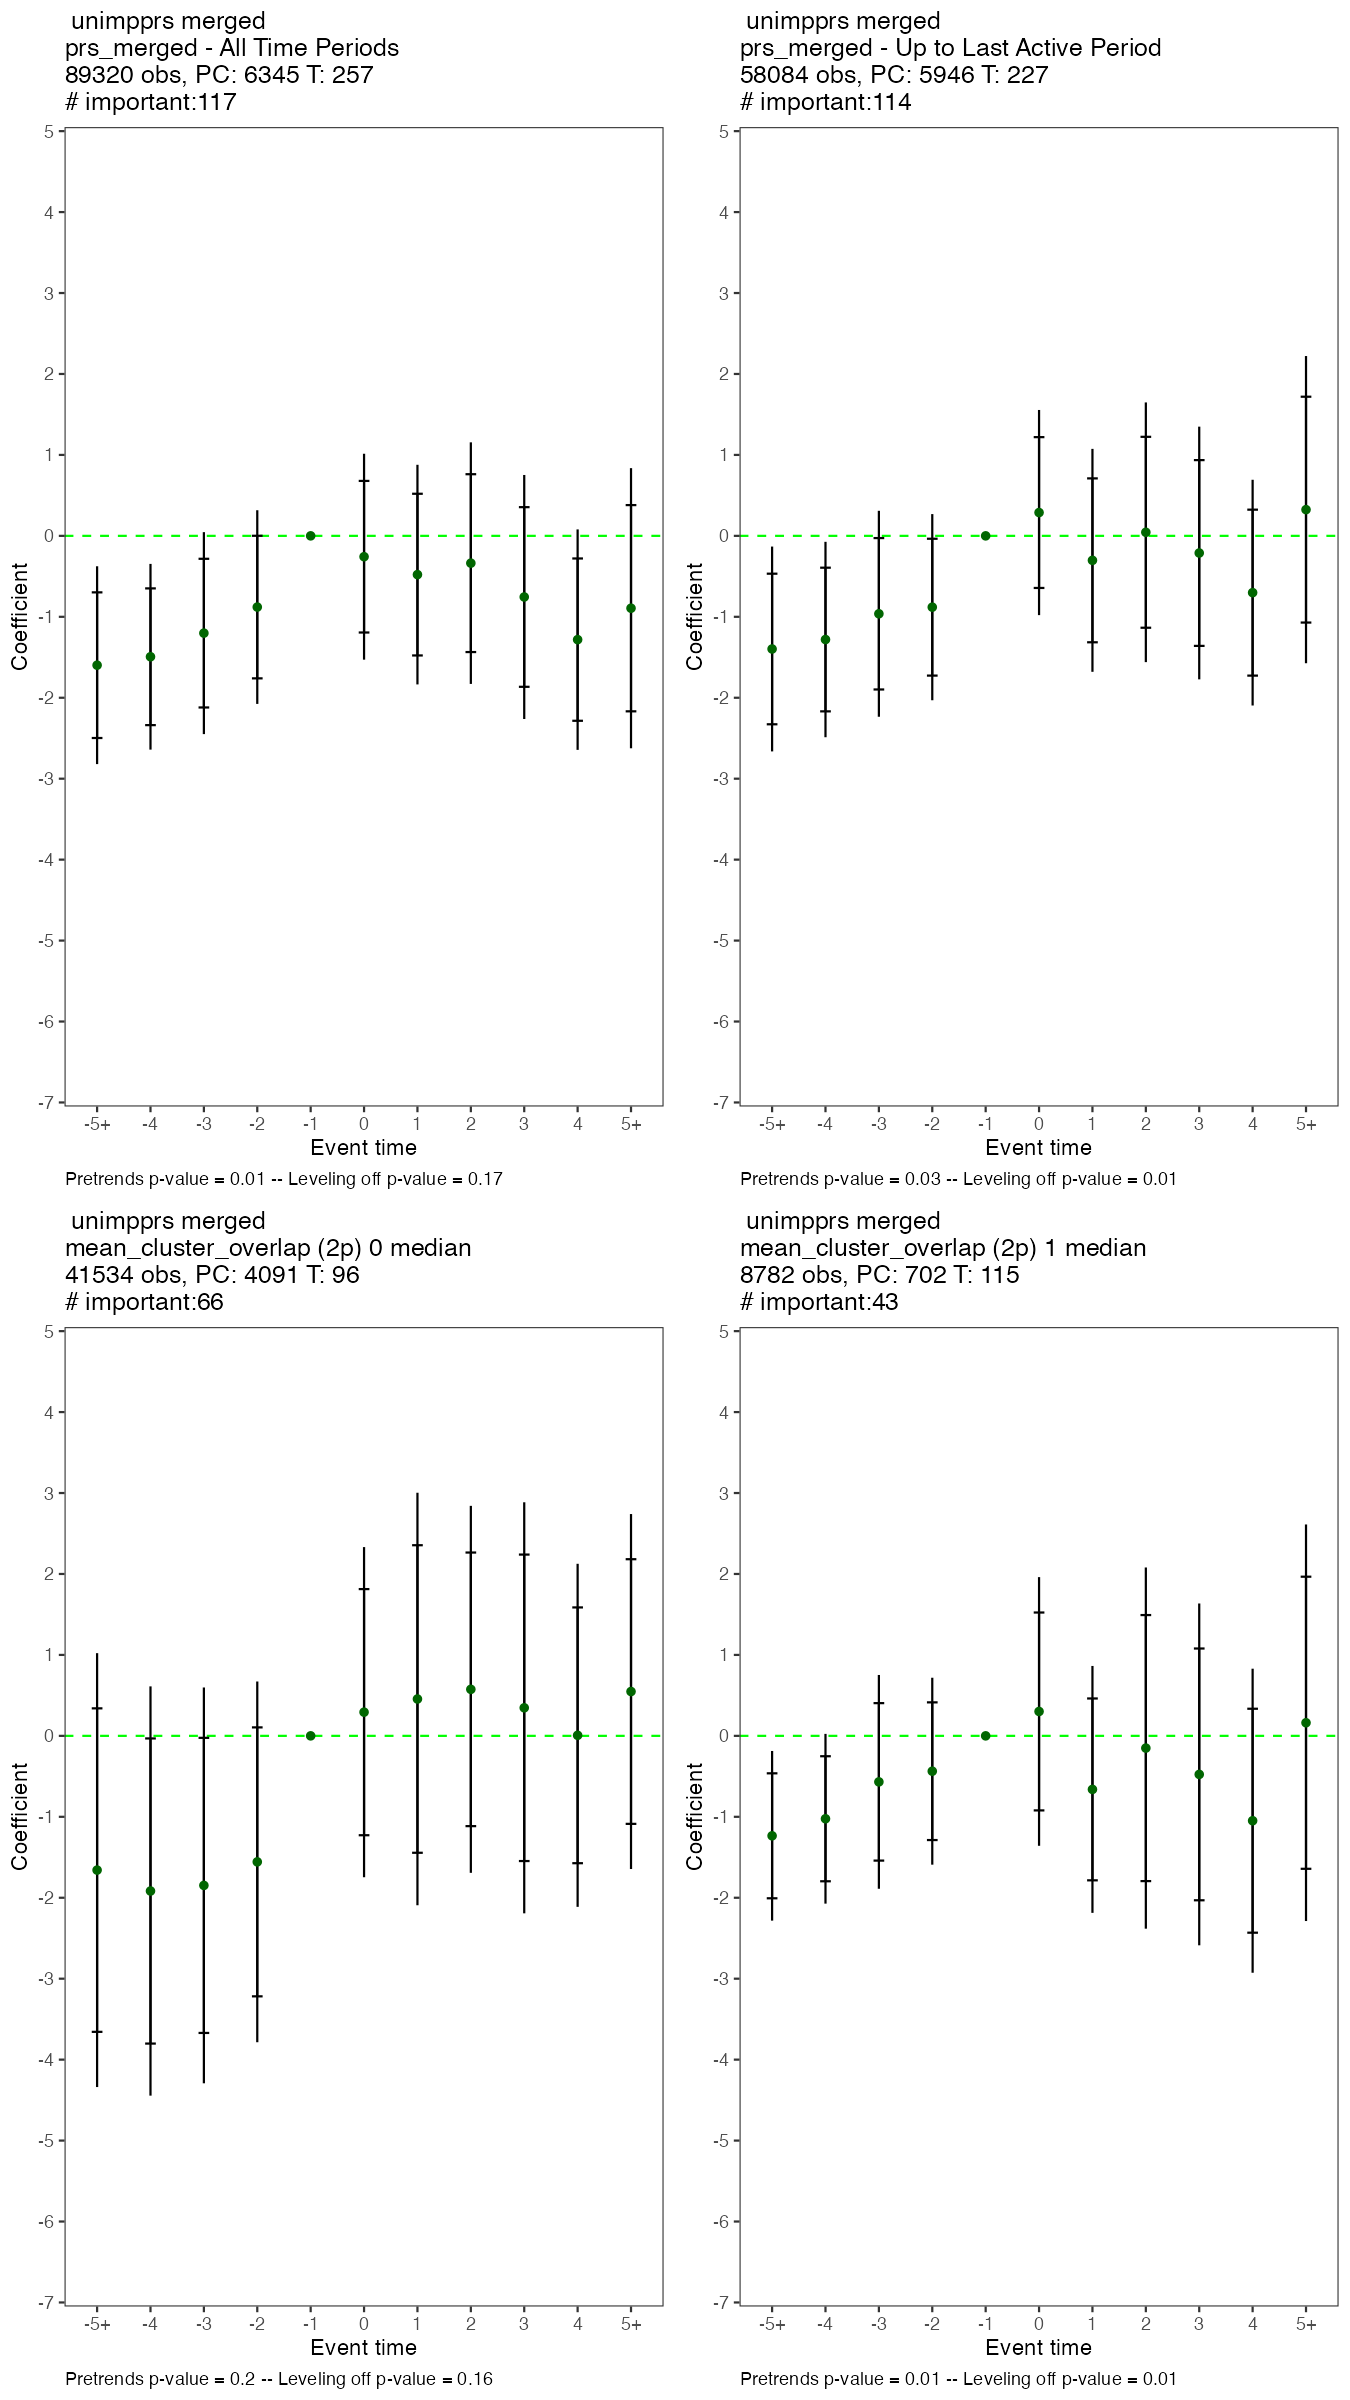 unimpprs merged
prs_merged - All Time Periods
89320 obs, PC: 6345 T: 257
# important:117
5
4
3
2
1
0
-1
-2
-3
-4
-5
-6
-7
Coefficient
-5+ -4 -3 -2 -1 0 1 2 3 4 5+
Event time
Pretrends p-value = 0.01 -- Leveling off p-value = 0.17
unimpprs merged
prs_merged - Up to Last Active Period
58084 obs, PC: 5946 T: 227
# important:114
5
4
3
2
1
0
-1
-2
-3
-4
-5
-6
-7
Coefficient
-5+ -4 -3 -2 -1 0 1 2 3 4 5+
Event time
Pretrends p-value = 0.03 -- Leveling off p-value = 0.01
unimpprs merged
mean_cluster_overlap (2p) 0 median
41534 obs, PC: 4091 T: 96
# important:66
5
4
3
2
1
0
-1
-2
-3
-4
-5
-6
-7
Coefficient
-5+ -4 -3 -2 -1 0 1 2 3 4 5+
Event time
Pretrends p-value = 0.2 -- Leveling off p-value = 0.16
unimpprs merged
mean_cluster_overlap (2p) 1 median
8782 obs, PC: 702 T: 115
# important:43
5
4
3
2
1
0
-1
-2
-3
-4
-5
-6
-7
Coefficient
-5+ -4 -3 -2 -1 0 1 2 3 4 5+
Event time
Pretrends p-value = 0.01 -- Leveling off p-value = 0.01